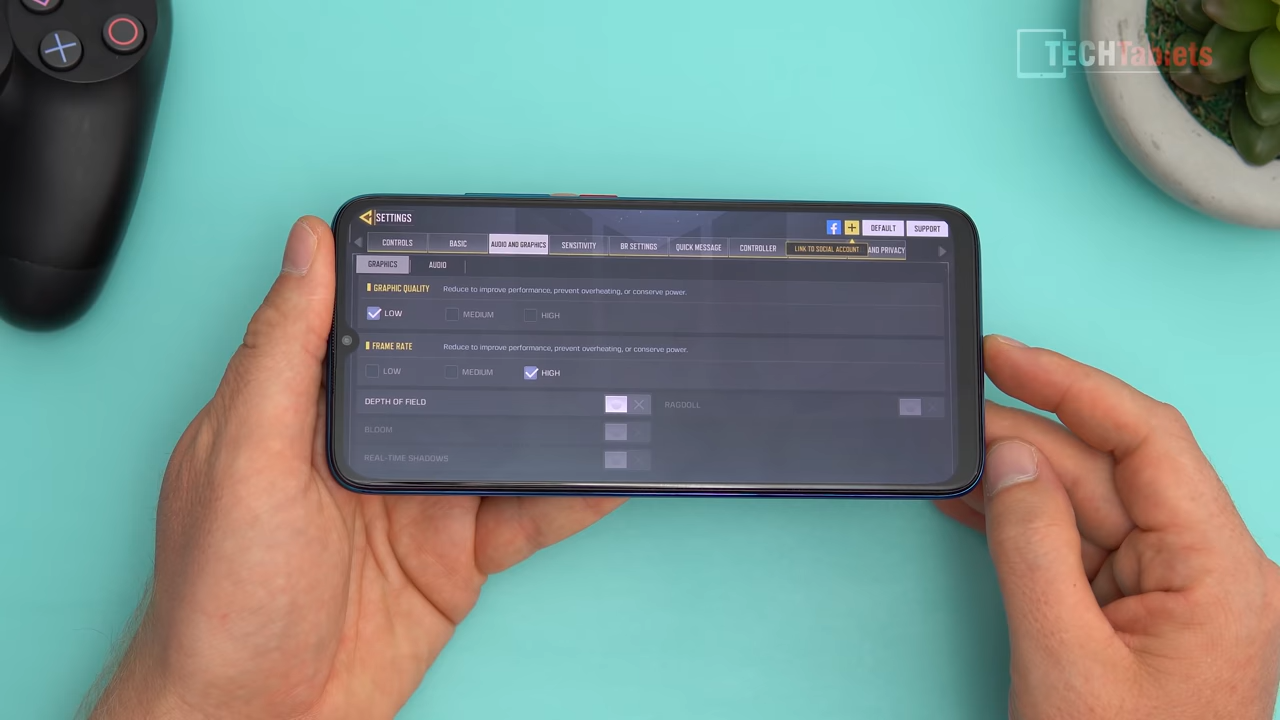 TECHTablets
SETTINGS
f + DEFAULT SUPPORT
CONTROLS BASIC AUDIO AND GRAPHICS SENSITIVITY BR SETTINGS QUICK MESSAGE CONTROLLER LINK TO SOCIAL ACCOUNT AND PRIVACY
GRAPHICS AUDIO
GRAPHIC QUALITY Reduce to improve performance, prevent overheating, or conserve power.
LOW MEDIUM HIGH
FRAME RATE Reduce to improve performance, prevent overheating, or conserve power.
LOW MEDIUM HIGH
DEPTH OF FIELD RAGDOLL
BLOOM
REAL-TIME SHADOWS